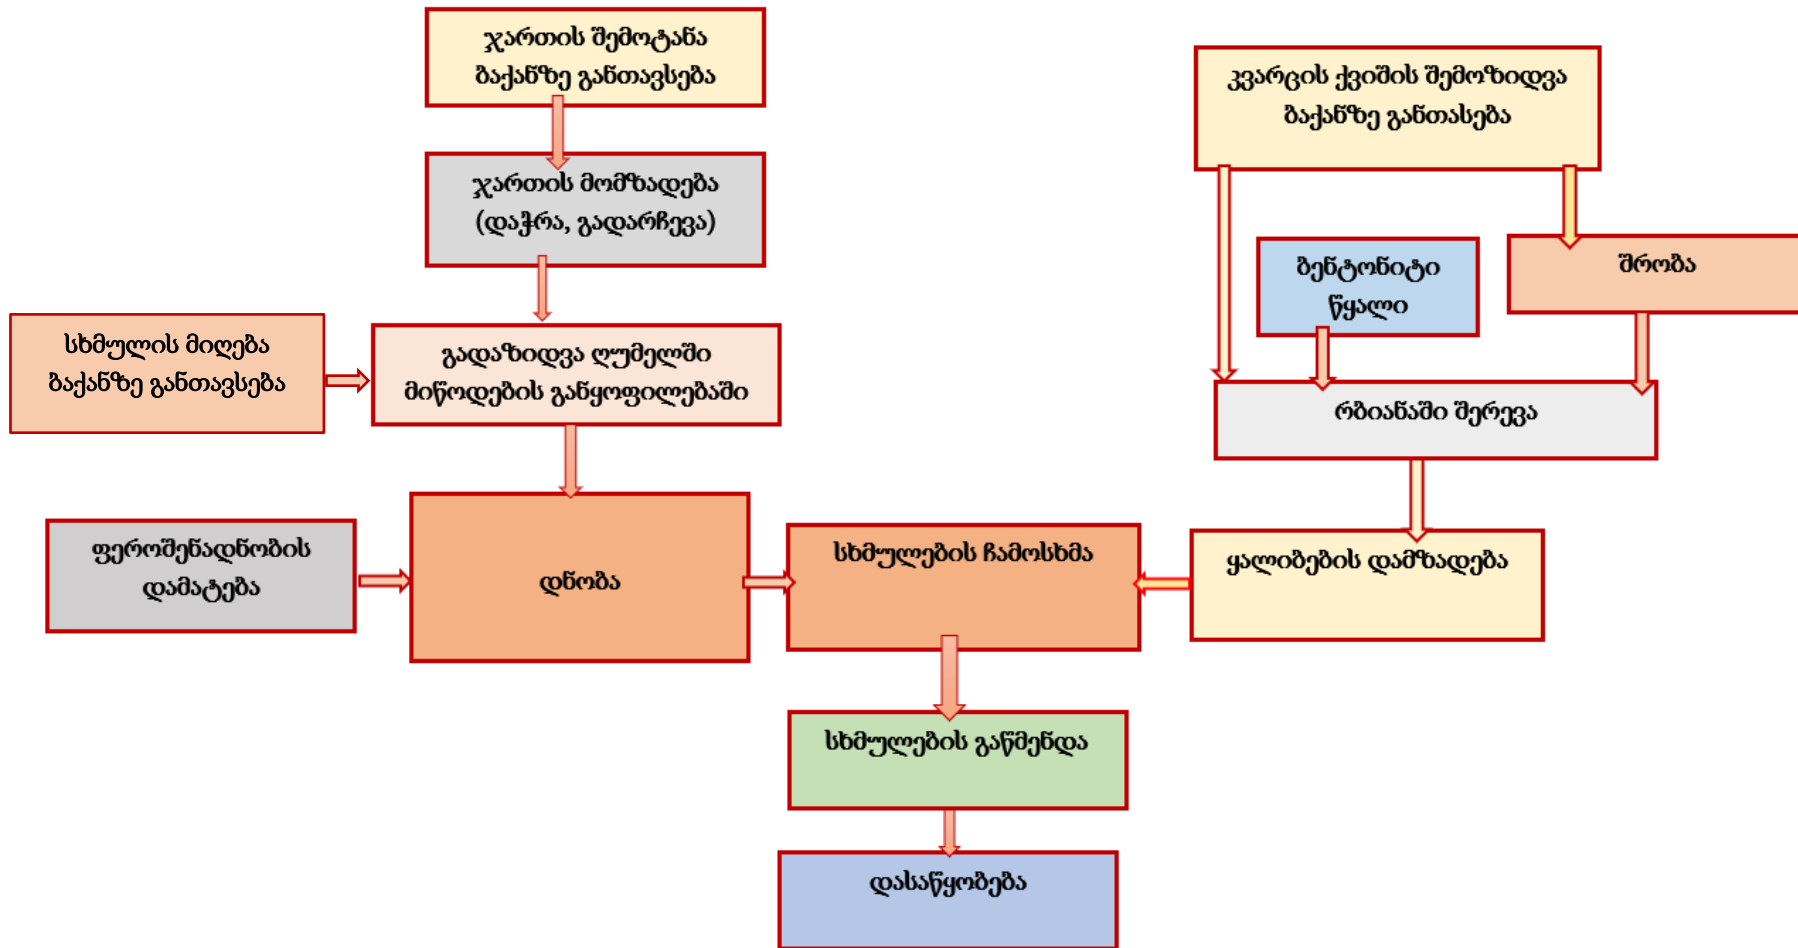 ჯართის შემოტანა
ბაქანზე განთავსება
კვარცის ქვიშის შემოზიდვა
ბაქანზე განთასება
ჯართის მომზადება
(დაჭრა, გადარჩევა)
ბენტონიტი
წყალი
შრობა
სხმულის მიღება
ბაქანზე განთავსება
გადაზიდვა ღუმელში
მიწოდების განყოფილებაში
რბიანაში შერევა
ფეროშენადნობის
დამატება
დნობა
სხმულების ჩამოსხმა
ყალიბების დამზადება
სხმულების გაწმენდა
დასაწყობება